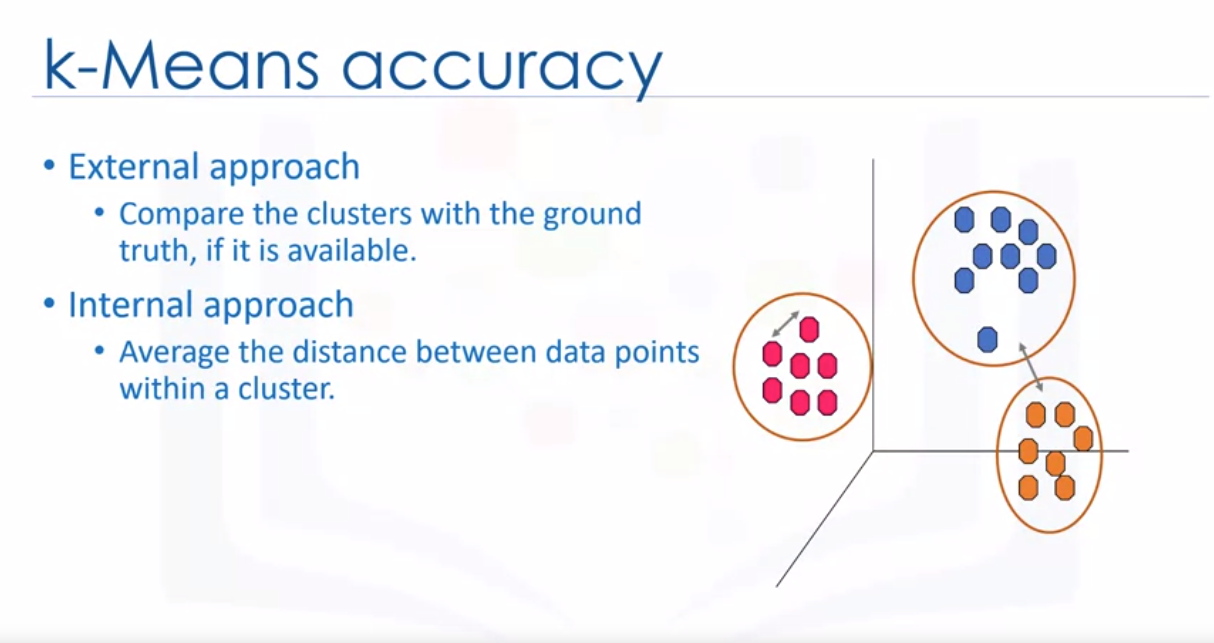 k-Means accuracy
• External approach
• Compare the clusters with the ground
truth, if it is available.
• Internal approach
• Average the distance between data points
within a cluster.